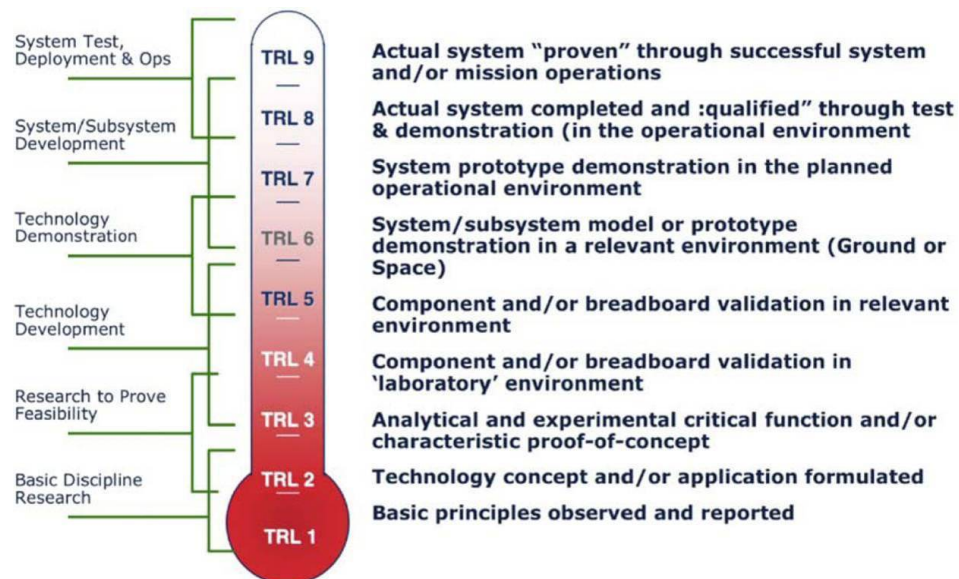 System Test,
Deployment & Ops
System/Subsystem
Development
Technology
Demonstration
Technology
Development
Research to Prove
Feasibility
Basic Discipline
Research
TRL 9
TRL 8
TRL 7
TRL 6
TRL 5
TRL 4
TRL 3
TRL 2
TRL 1
Actual system “proven” through successful system
and/or mission operations
Actual system completed and :qualified” through test
& demonstration (in the operational environment
System prototype demonstration in the planned
operational environment
System/subsystem model or prototype
demonstration in a relevant environment (Ground or
Space)
Component and/or breadboard validation in relevant
environment
Component and/or breadboard validation in
‘laboratory’ environment
Analytical and experimental critical function and/or
characteristic proof-of-concept
Technology concept and/or application formulated
Basic principles observed and reported